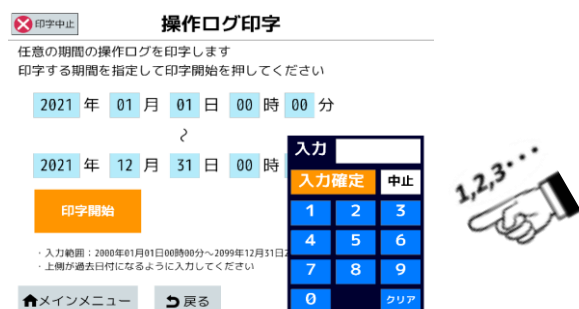 印字中止
操作ログ印字
任意の期間の操作ログを印字します
印字する期間を指定して印字開始を押してください
2021 年 01 月 01 日 00 時 00 分
~
2021 年 12 月 31 日 00 時
入力
入力確定 中止
1 2 3
4 5 6
7 8 9
0 クリア
印字開始
・入力範囲：2000年01月01日00時00分～2099年12月31日2
・上側が過去日付になるように入力してください
メインメニュー 戻る
1,2,3・・・